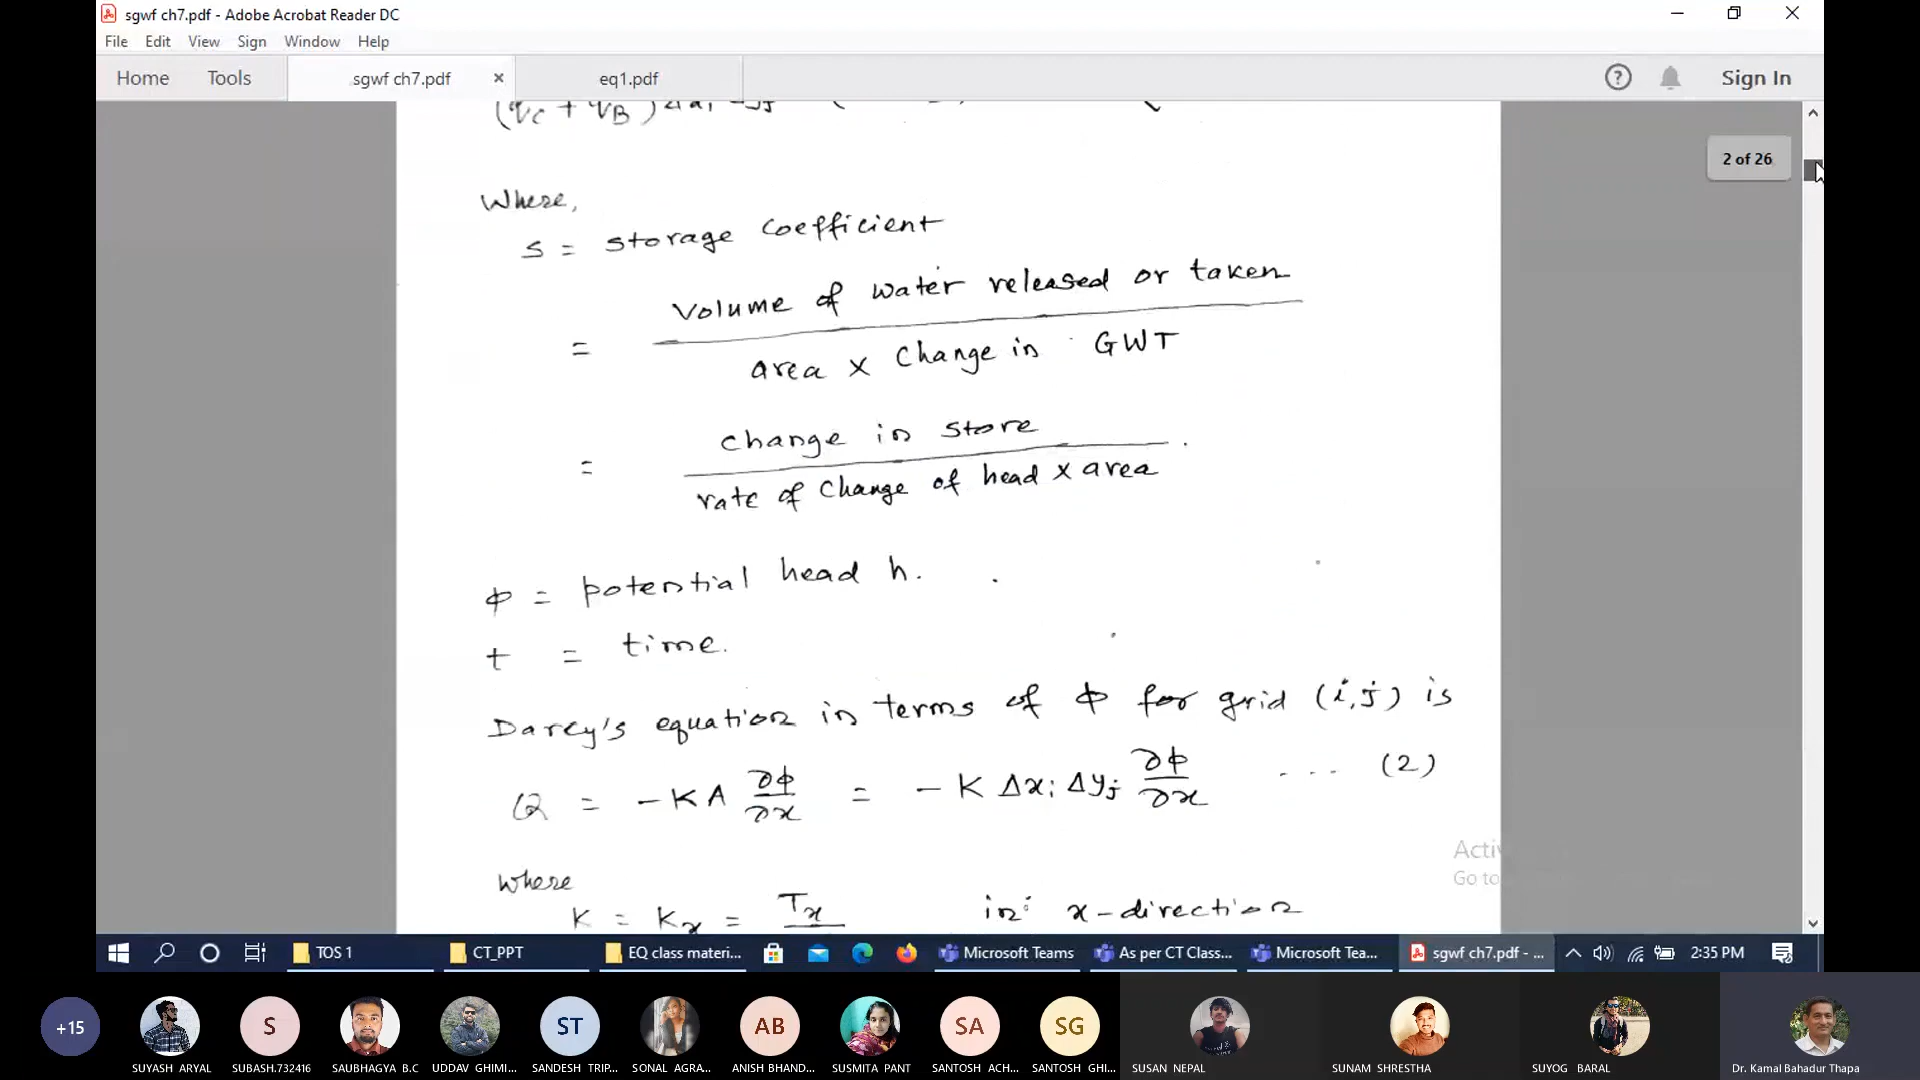 sgwf ch7.pdf - Adobe Acrobat Reader DC
File Edit View Sign Window Help
Home Tools sgwf ch7.pdf × eq1.pdf Sign In
2 of 26
Where,
S = storage coefficient
= volume of water released or taken
area x change in GWT
= change in store
rate of change of head x area
ϕ = potential head h.
t = time.
Darcy's equation in terms of ϕ for grid (i,j) is
Q = -KA ∂ϕ/∂x = -K Δxi Δyj ∂ϕ/∂x ---- (2)
Where
K = Kx = Tx in x-direction
Go to
TOS 1 CT_PPT EQ class materi... Microsoft Teams As per CT Class... Microsoft Tea... sgwf ch7.pdf - ... 2:35 PM
+15 S ST AB SA SG
SUYASH ARYAL SUBASH.732416 SAUBHAGYA B.C UDDAV GHIMI... SANDESH TRIP... SONAL AGRA... ANISH BHAND... SUSMITA PANT SANTOSH ACH... SANTOSH GHI... SUSAN NEPAL SUNAM SHRESTHA SUYOG BARAL Dr. Kamal Bahadur Thapa